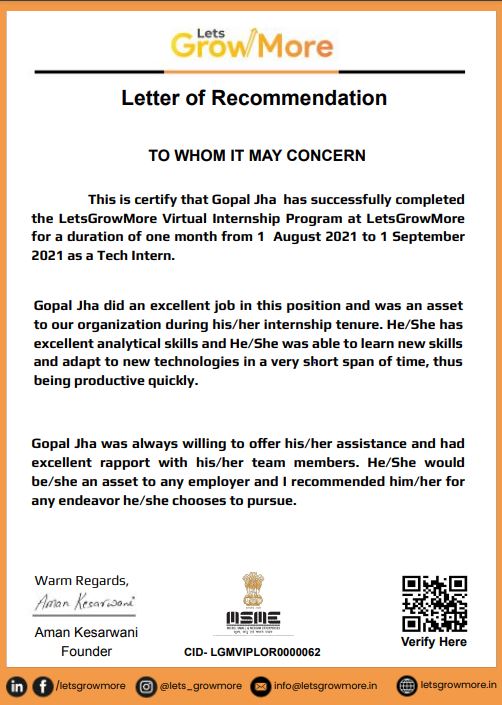 Lets
GrowMore
Letter of Recommendation
TO WHOM IT MAY CONCERN
This is certify that Gopal Jha has successfully completed
the LetsGrowMore Virtual Internship Program at LetsGrowMore
for a duration of one month from 1 August 2021 to 1 September
2021 as a Tech Intern.
Gopal Jha did an excellent job in this position and was an asset
to our organization during his/her internship tenure. He/She has
excellent analytical skills and He/She was able to learn new skills
and adapt to new technologies in a very short span of time, thus
being productive quickly.
Gopal Jha was always willing to offer his/her assistance and had
excellent rapport with his/her team members. He/She would
be/she an asset to any employer and I recommended him/her for
any endeavor he/she chooses to pursue.
Warm Regards,
Aman Kesarwani
Aman Kesarwani
Founder
MSME
MICRO, SMALL & MEDIUM ENTERPRISES
CID- LGMVIPLOR0000062
Verify Here
/letsgrowmore
@lets_growmore
info@letsgrowmore.in
letsgrowmore.in